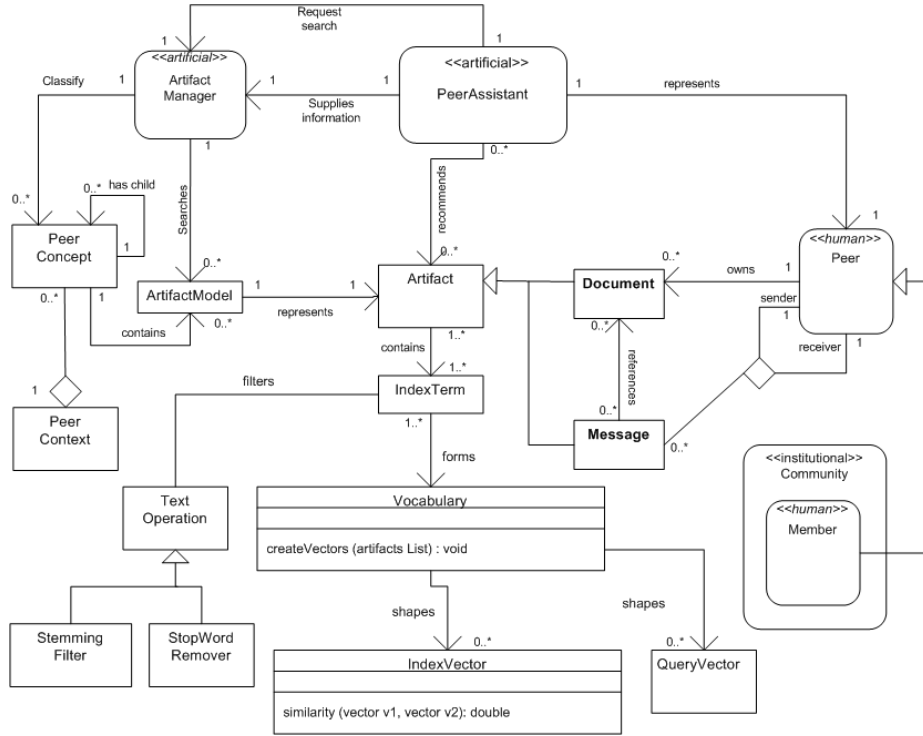 Request
search
1
1
<<artificial>>
Artifact
Manager
<<artificial>>
PeerAssistant
Classify
1
1
Supplies
information
1
1
represents
1
0..*
Searches
recommends
0..*
has child
0..*
1
Peer
Concept
1
0..*
0..*
1
<<human>>
Peer
0..*
1
contains
ArtifactModel
0..*
1
represents
1
Artifact
1..*
0..*
Document
0..*
owns
1
sender
1
receiver
1
contains
1..*
references
filters
IndexTerm
1..*
0..*
Message
0..*
1
Peer
Context
forms
<<institutional>>
Community
<<human>>
Member
Text
Operation
Vocabulary
createVectors (artifacts List) : void
shapes
shapes
Stemming
Filter
StopWord
Remover
0..*
0..*
IndexVector
similarity (vector v1, vector v2): double
QueryVector